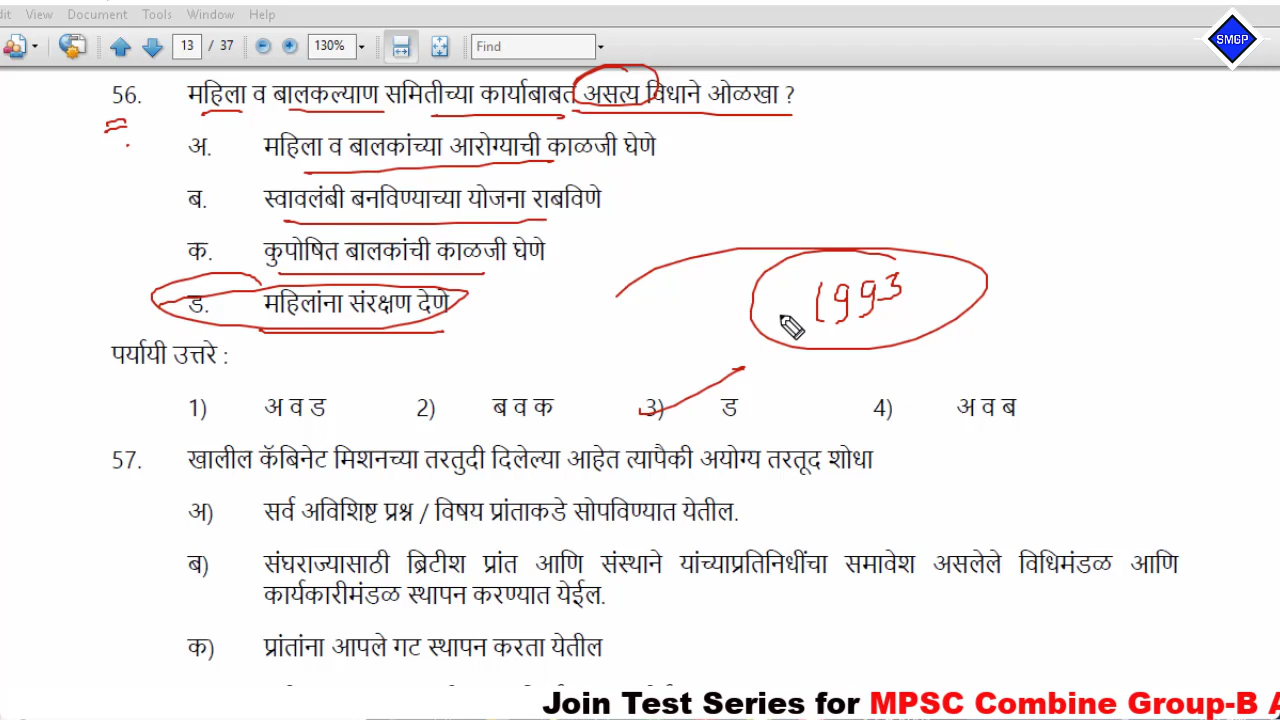 dit View Document Tools Window Help
SMGP
13 / 37 130% Find
56. महिला व बालकल्याण समितीच्या कार्याबाबत असत्य विधाने ओळखा ?
अ. महिला व बालकांच्या आरोग्याची काळजी घेणे
ब. स्वावलंबी बनविण्याच्या योजना राबविणे
क. कुपोषित बालकांची काळजी घेणे
1993
ड. महिलांना संरक्षण देणे
पर्यायी उत्तरे :
1) अ व ड 2) ब व क 3) ड 4) अ व ब
57. खालील कॅबिनेट मिशनच्या तरतुदी दिलेल्या आहेत त्यापैकी अयोग्य तरतूद शोधा
अ) सर्व अविशिष्ट प्रश्न / विषय प्रांताकडे सोपविण्यात येतील.
ब) संघराज्यासाठी ब्रिटीश प्रांत आणि संस्थाने यांच्याप्रतिनिधींचा समावेश असलेले विधिमंडळ आणि
कार्यकारीमंडळ स्थापन करण्यात येईल.
क) प्रांतांना आपले गट स्थापन करता येतील
Join Test Series for MPSC Combine Group-B A